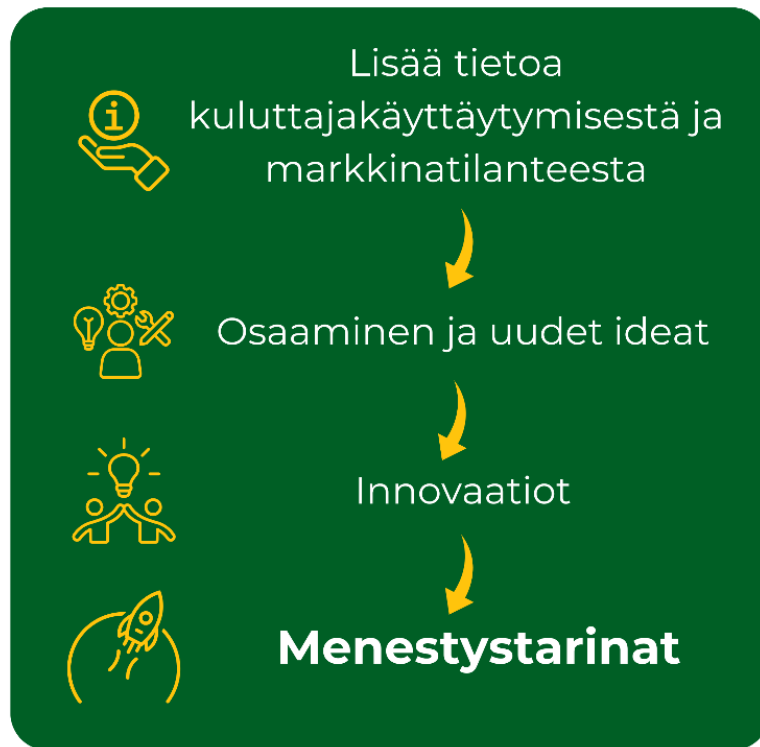 Lisää tietoa
kuluttajakäyttäytymisestä ja
markkinatilanteesta
Osaaminen ja uudet ideat
Innovaatiot
Menestystarinat